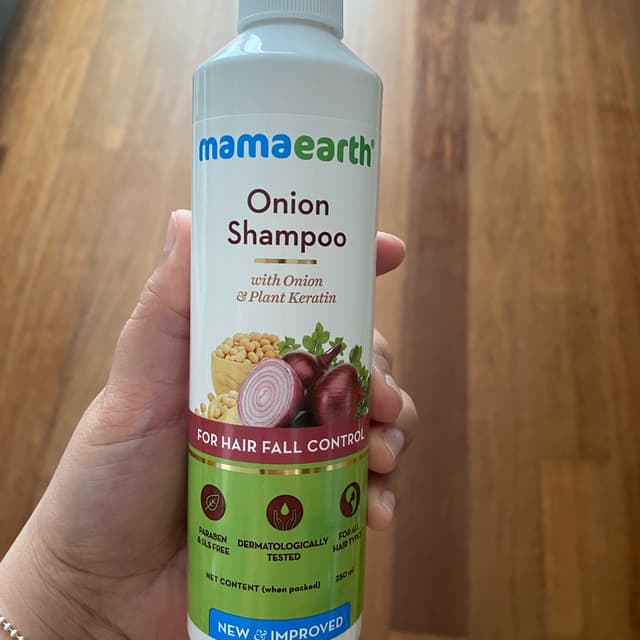 mamaearth®
Onion
Shampoo
with Onion
& Plant Keratin
FOR HAIR FALL CONTROL
PARABEN
& SLS FREE
DERMATOLOGICALLY
TESTED
FOR ALL
HAIR TYPES
NET CONTENT (when packed) 250 ml
NEW & IMPROVED